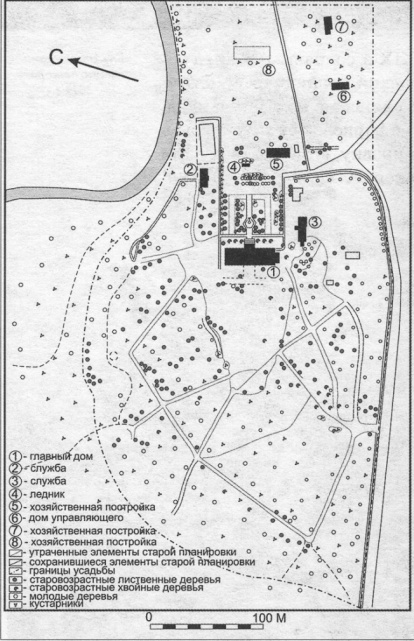 С
⑦
⑧
⑥
④
⑤
②
③
①
① - главный дом
② - служба
③ - служба
④ - ледник
⑤ - хозяйственная постройка
⑥ - дом управляющего
⑦ - хозяйственная постройка
⑧ - хозяйственная постройка
- утраченные элементы старой планировки
- сохранившиеся элементы старой планировки
- границы усадьбы
- старовозрастные лиственные деревья
- старовозрастные хвойные деревья
- молодые деревья
- кустарники
0 100 М